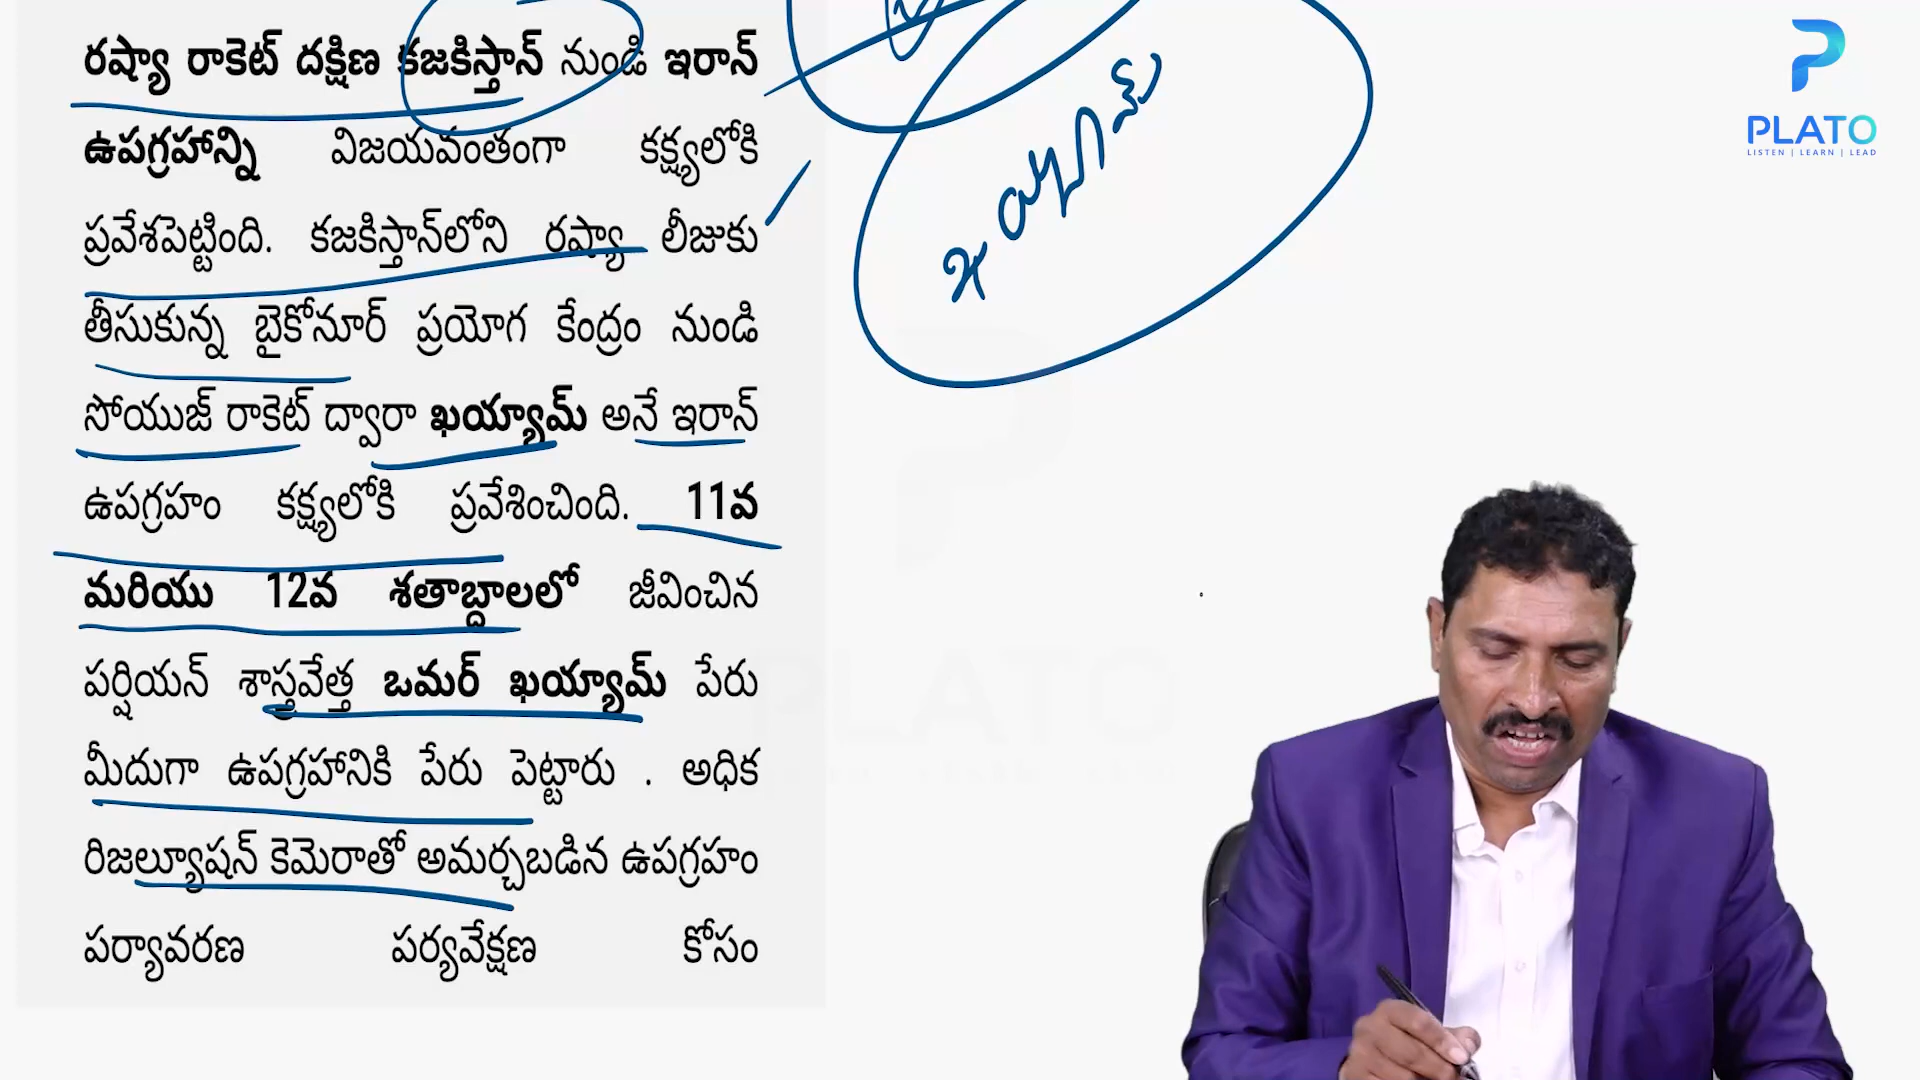 రష్యా రాకెట్ దక్షిణ కజకిస్తాన్ నుండి ఇరాన్
ఉపగ్రహాన్ని విజయవంతంగా కక్ష్యలోకి
ప్రవేశపెట్టింది. కజకిస్తాన్‌లోని రష్యా లీజుకు
తీసుకున్న బైకోనూర్ ప్రయోగ కేంద్రం నుండి
సోయుజ్ రాకెట్ ద్వారా ఖయ్యామ్ అనే ఇరాన్
ఉపగ్రహం కక్ష్యలోకి ప్రవేశించింది. 11వ
మరియు 12వ శతాబ్దాలలో జీవించిన
పర్షియన్ శాస్త్రవేత్త ఒమర్ ఖయ్యామ్ పేరు
మీదుగా ఉపగ్రహానికి పేరు పెట్టారు . అధిక
రిజల్యూషన్ కెమెరాతో అమర్చబడిన ఉపగ్రహం
పర్యావరణ పర్యవేక్షణ కోసం
PLATO
LISTEN | LEARN | LEAD
PLATO